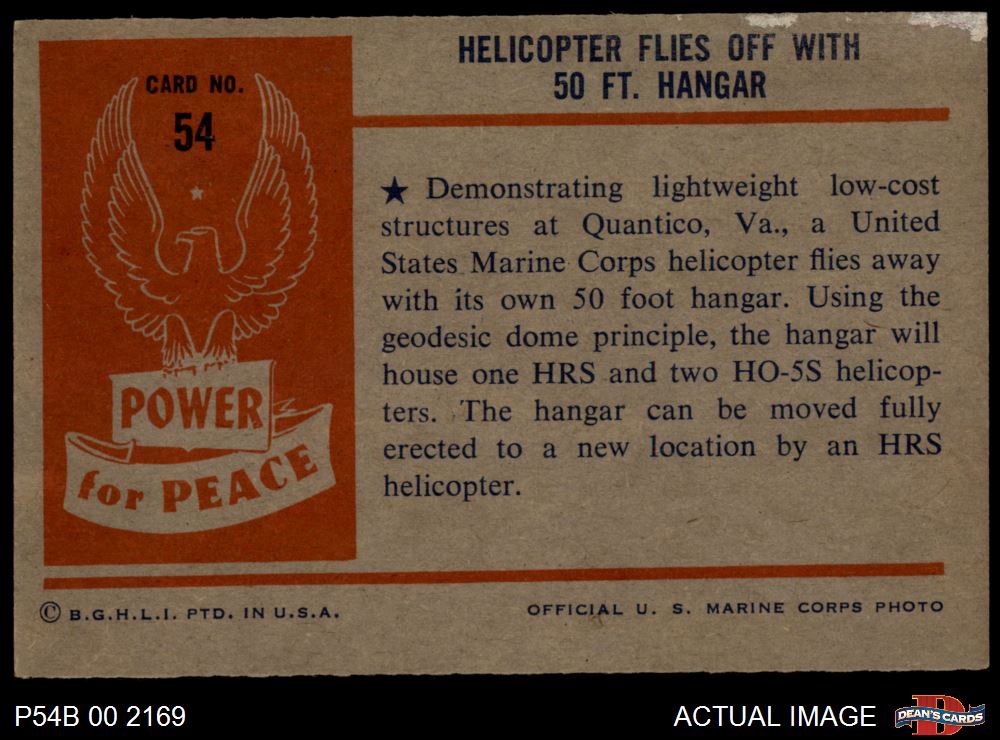 CARD NO.
54
POWER
for PEACE
HELICOPTER FLIES OFF WITH
50 FT. HANGAR
★ Demonstrating lightweight low-cost
structures at Quantico, Va., a United
States Marine Corps helicopter flies away
with its own 50 foot hangar. Using the
geodesic dome principle, the hangar will
house one HRS and two HO-5S helicop-
ters. The hangar can be moved fully
erected to a new location by an HRS
helicopter.
© B.G.H.L.I. PTD. IN U.S.A.
OFFICIAL U. S. MARINE CORPS PHOTO
P54B 00 2169
ACTUAL IMAGE
D
DEAN'S CARDS